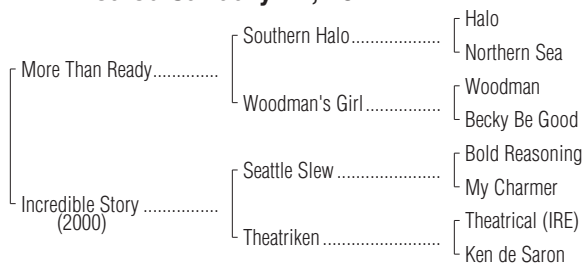 Halo
Southern Halo.....................
Northern Sea
More Than Ready..............
Woodman
Woodman's Girl.................
Becky Be Good
Bold Reasoning
Seattle Slew .......................
My Charmer
Incredible Story ................
(2000)
Theatrical (IRE)
Theatriken..........................
Ken de Saron